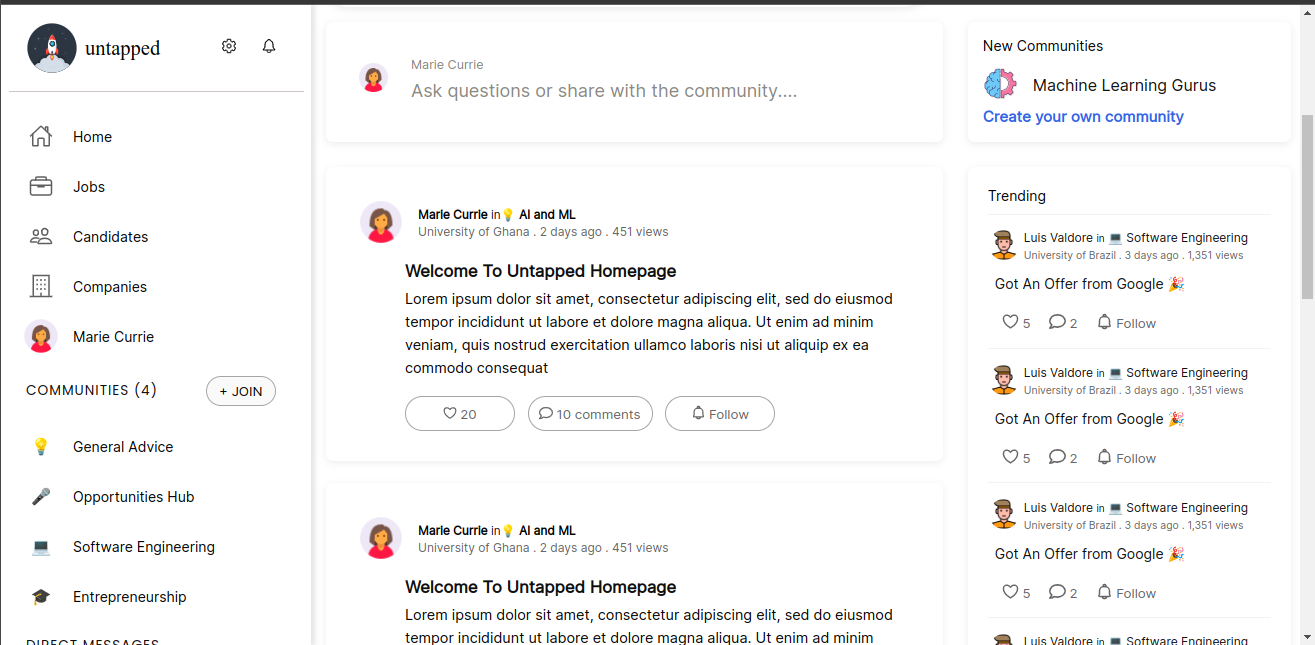 untapped
Home
Jobs
Candidates
Companies
Marie Currie
COMMUNITIES (4)
+ JOIN
General Advice
Opportunities Hub
Software Engineering
Entrepreneurship
DIRECT MESSAGES
Marie Currie
Ask questions or share with the community....
Marie Currie in💡 AI and ML
University of Ghana . 2 days ago . 451 views
Welcome To Untapped Homepage
Lorem ipsum dolor sit amet, consectetur adipiscing elit, sed do eiusmod
tempor incididunt ut labore et dolore magna aliqua. Ut enim ad minim
veniam, quis nostrud exercitation ullamco laboris nisi ut aliquip ex ea
commodo consequat
20
10 comments
Follow
Marie Currie in💡 AI and ML
University of Ghana . 2 days ago . 451 views
Welcome To Untapped Homepage
Lorem ipsum dolor sit amet, consectetur adipiscing elit, sed do eiusmod
tempor incididunt ut labore et dolore magna aliqua. Ut enim ad minim
New Communities
Machine Learning Gurus
Create your own community
Trending
Luis Valdore in 💻 Software Engineering
University of Brazil . 3 days ago . 1,351 views
Got An Offer from Google 🎉
5 2 Follow
Luis Valdore in 💻 Software Engineering
University of Brazil . 3 days ago . 1,351 views
Got An Offer from Google 🎉
5 2 Follow
Luis Valdore in 💻 Software Engineering
University of Brazil . 3 days ago . 1,351 views
Got An Offer from Google 🎉
5 2 Follow
Luis Valdore in 💻 Software Engineering